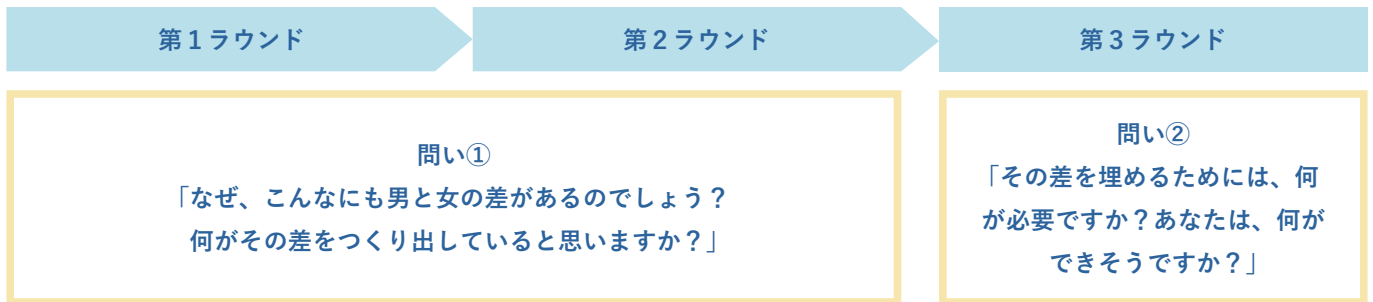 第1ラウンド
第2ラウンド
第3ラウンド
問い①
「なぜ、こんなにも男と女の差があるのでしょう？
何がその差をつくり出していると思いますか？」
問い②
「その差を埋めるためには、何
が必要ですか？あなたは、何が
できそうですか？」